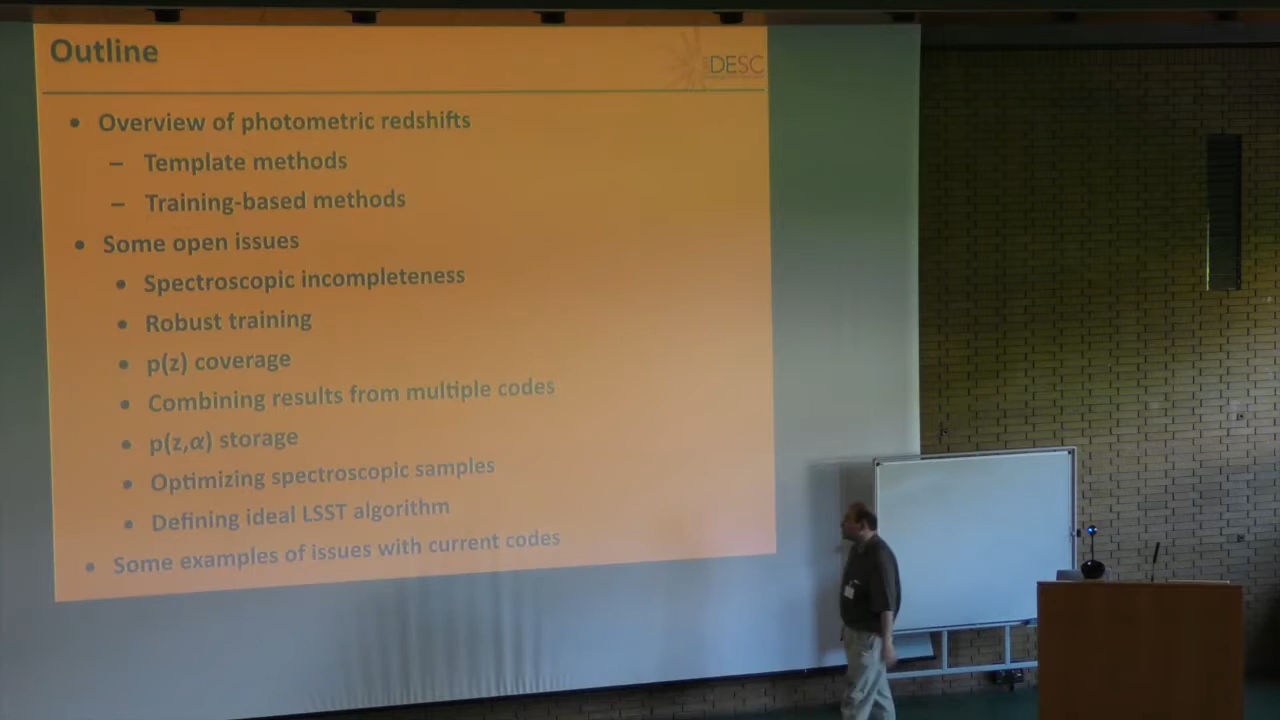 Outline
DESC
• Overview of photometric redshifts
– Template methods
– Training-based methods
• Some open issues
• Spectroscopic incompleteness
• Robust training
• p(z) coverage
• Combining results from multiple codes
• p(z,α) storage
• Optimizing spectroscopic samples
• Defining ideal LSST algorithm
• Some examples of issues with current codes